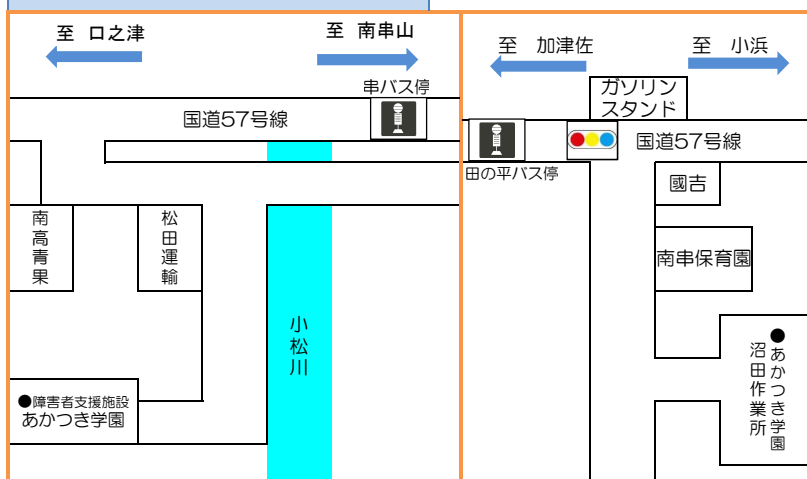 至 口之津
至 南串山
串バス停
国道57号線
南高青果
松田運輸
小松川
●障害者支援施設
あかつき学園
至 加津佐
至 小浜
ガソリン
スタンド
国道57号線
田の平バス停
國吉
南串保育園
●あかつき学園
沼田作業所